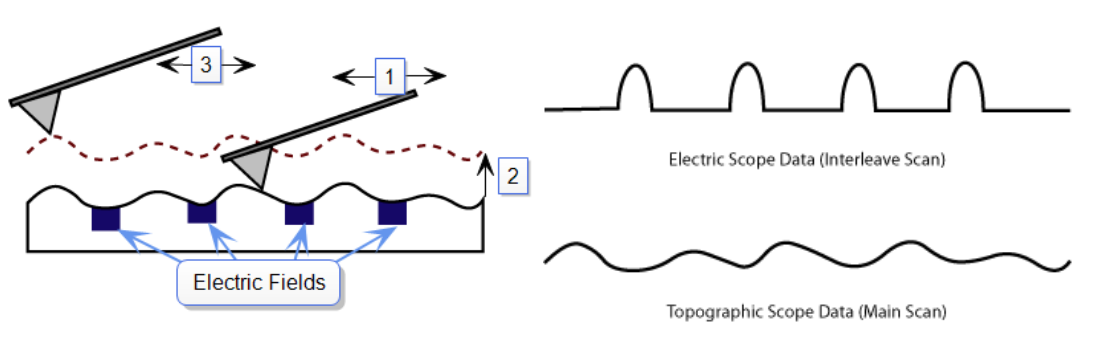 3
1
2
Electric Fields
Electric Scope Data (Interleave Scan)
Topographic Scope Data (Main Scan)